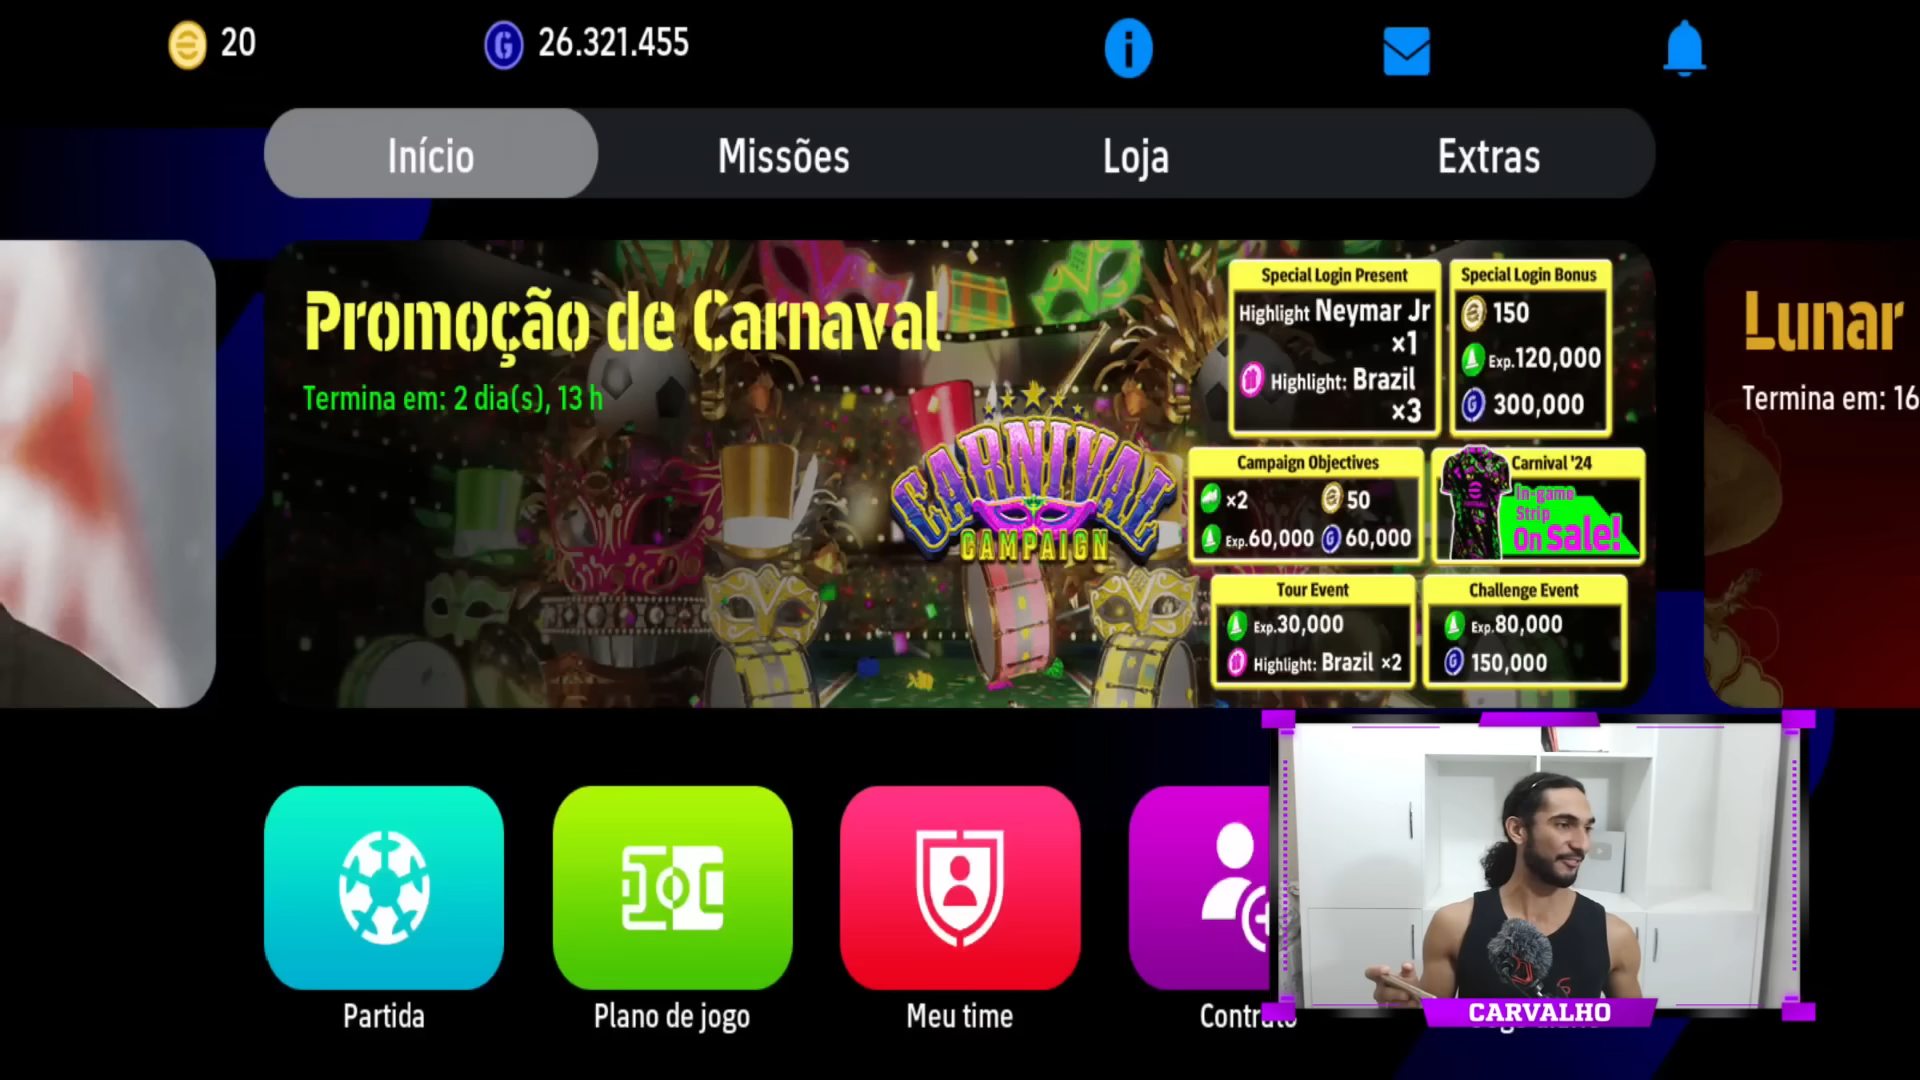 20
26.321.455
Início
Missões
Loja
Extras
Promoção de Carnaval
Termina em: 2 dia(s), 13 h
CARNIVAL
CAMPAIGN
Special Login Present
Highlight Neymar Jr
×1
Highlight: Brazil
×3
Special Login Bonus
150
Exp.120,000
300,000
Campaign Objectives
×2
50
Exp.60,000
60,000
Carnival '24
In-game
Strip
On sale!
Tour Event
Exp.30,000
Highlight: Brazil ×2
Challenge Event
Exp.80,000
150,000
Lunar
Termina em: 16
Partida
Plano de jogo
Meu time
Contrato
CARVALHO